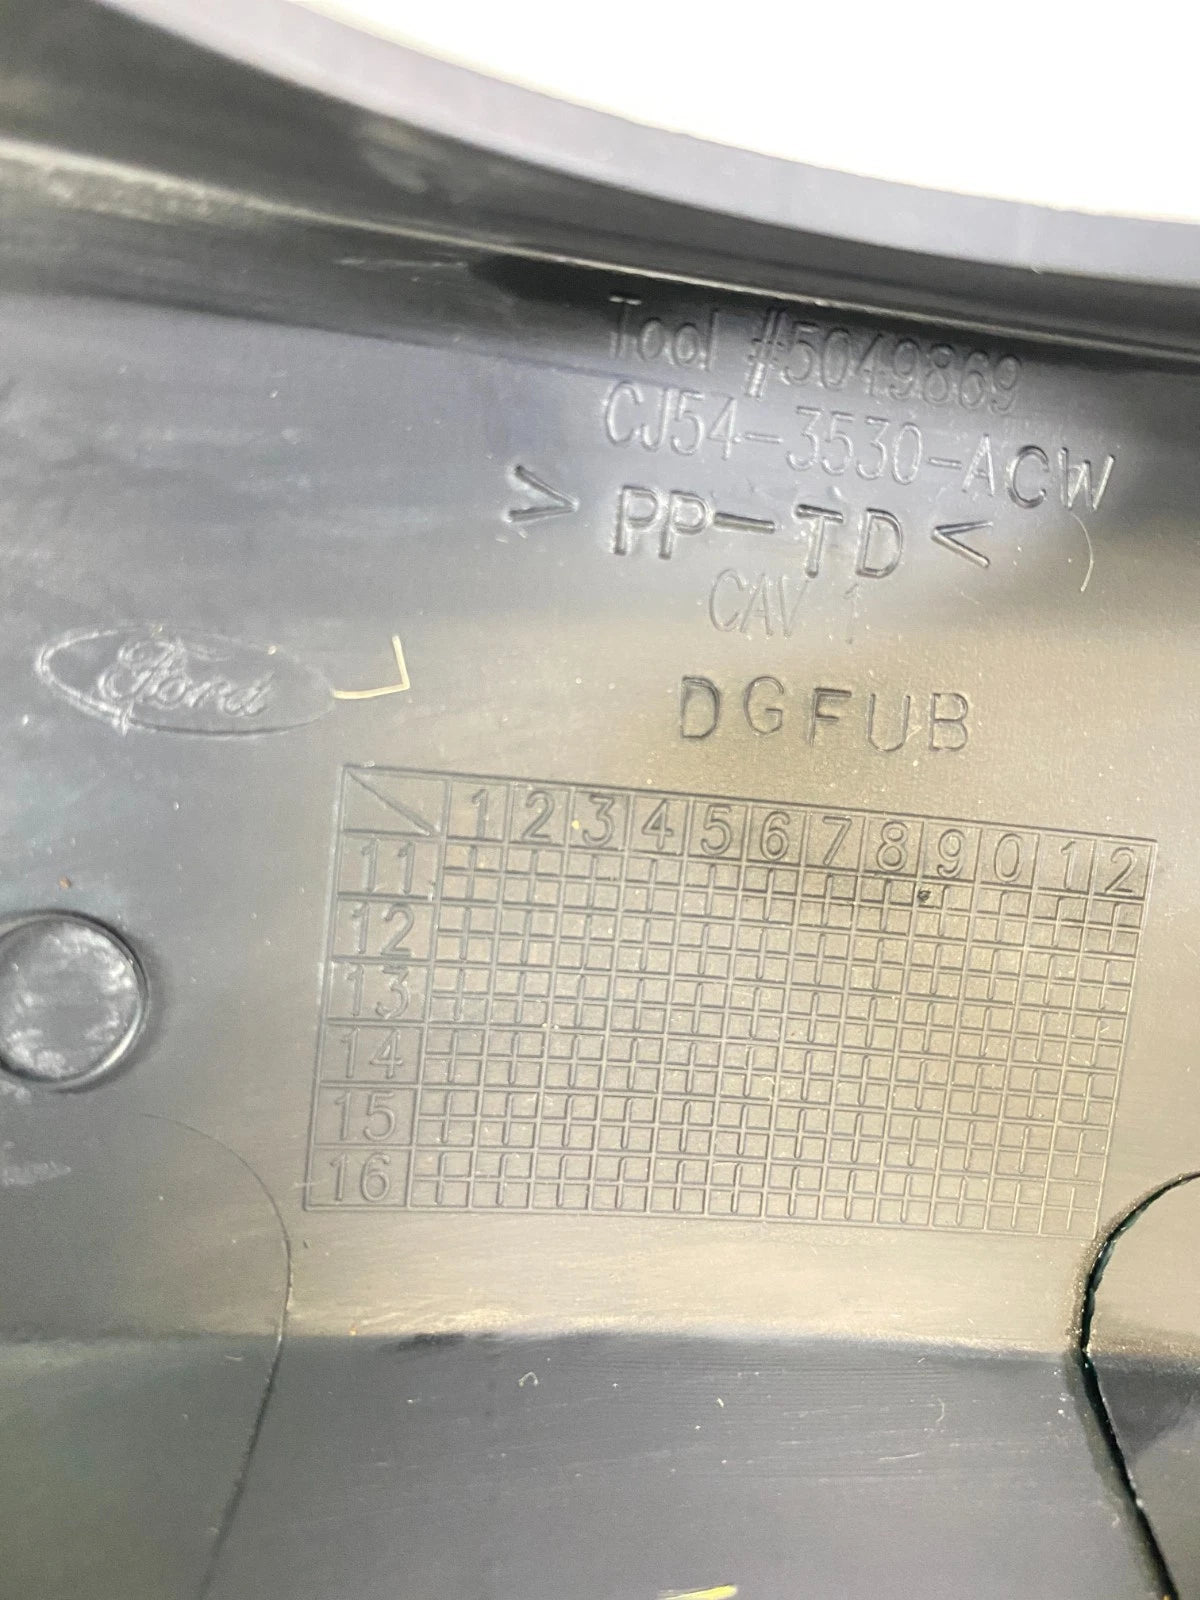 Tool #5049869
CJ54-3530-ACW
> PP-TD <
CAV 1
Ford
DGFUB
1 2 3 4 5 6 7 8 9 0 1 2
11
12
13
14
15
16